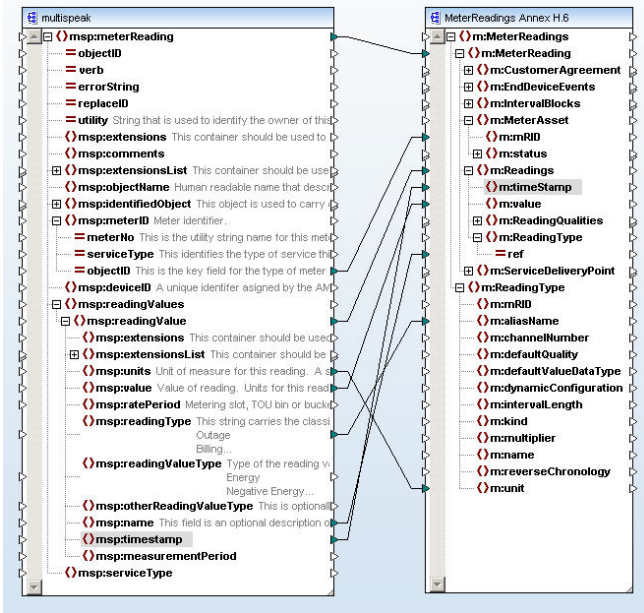 multispeak
msp:meterReading
objectID
verb
errorString
replaceID
utility String that is used to identify the owner of this
msp:extensions This container should be used to
msp:comments
msp:extensionsList This container should be use
msp:objectName Human readable name that descr
msp:identifiedObject This object is used to carry
msp:meterID Meter identifier.
meterNo This is the utility string name for this mete
serviceType This identifies the type of service thi
objectID This is the key field for the type of meter
msp:deviceID A unique identifer asigned by the AM
msp:readingValues
msp:readingValue
msp:extensions This container should be used
msp:extensionsList This container should be
msp:units Unit of measure for this reading. A s
msp:value Value of reading. Units for this read
msp:ratePeriod Metering slot, TOU bin or bucke
msp:readingType This string carries the classi
Outage
Billing...
msp:readingValueType Type of the reading v
Energy
Negative Energy...
msp:otherReadingValueType This is optionall
msp:name This field is an optional description o
msp:timestamp
msp:measurementPeriod
msp:serviceType
MeterReadings Annex H.6
m:MeterReadings
m:MeterReading
m:CustomerAgreement
m:EndDeviceEvents
m:IntervalBlocks
m:MeterAsset
m:mRID
m:status
m:Readings
m:timeStamp
m:value
m:ReadingQualities
m:ReadingType
ref
m:ServiceDeliveryPoint
m:ReadingType
m:mRID
m:aliasName
m:channelNumber
m:defaultQuality
m:defaultValueDataType
m:dynamicConfiguration
m:intervalLength
m:kind
m:multiplier
m:name
m:reverseChronology
m:unit